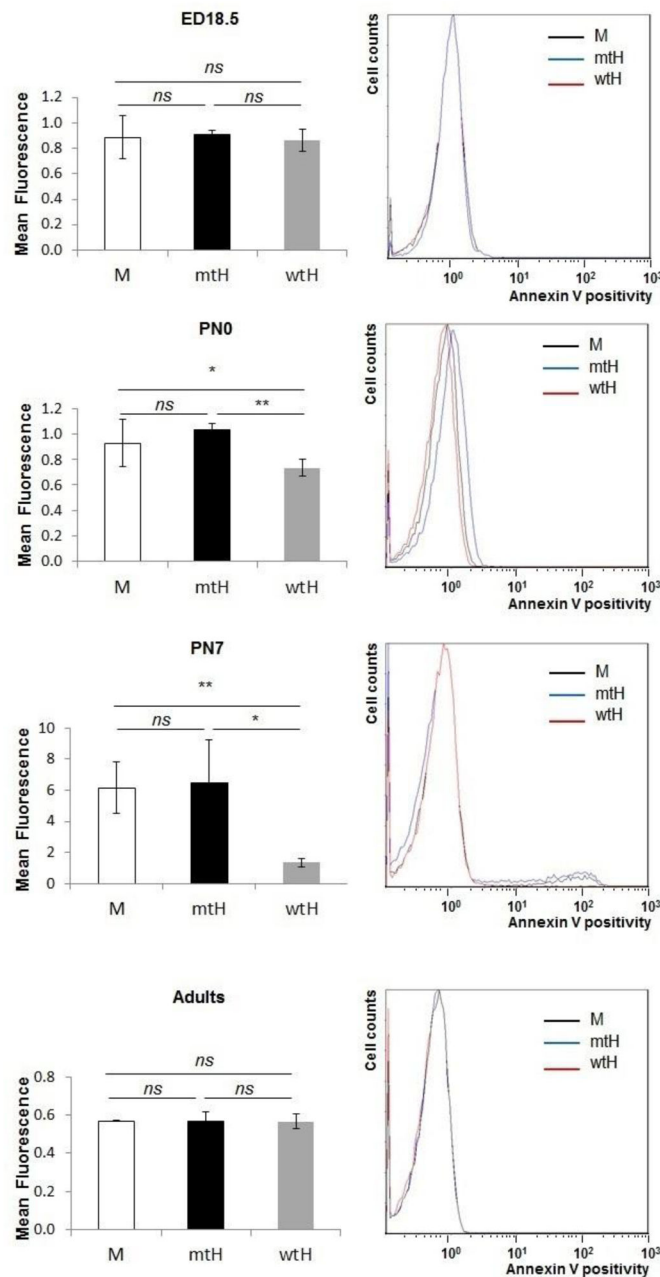 ED18.5
ns
ns
ns
Mean Fluorescence
1.2
1.0
0.8
0.6
0.4
0.2
0.0
M
mtH
wtH
Cell counts
M
mtH
wtH
10⁰
10¹
10²
10³
Annexin V positivity
PN0
*
ns
**
Mean Fluorescence
1.2
1.0
0.8
0.6
0.4
0.2
0.0
M
mtH
wtH
Cell counts
M
mtH
wtH
10⁰
10¹
10²
10³
Annexin V positivity
PN7
**
ns
*
Mean Fluorescence
10
8
6
4
2
0
M
mtH
wtH
Cell counts
M
mtH
wtH
10⁰
10¹
10²
10³
Annexin V positivity
Adults
ns
ns
ns
Mean Fluorescence
0.8
0.6
0.4
0.2
0.0
M
mtH
wtH
Cell counts
M
mtH
wtH
10⁰
10¹
10²
10³
Annexin V positivity